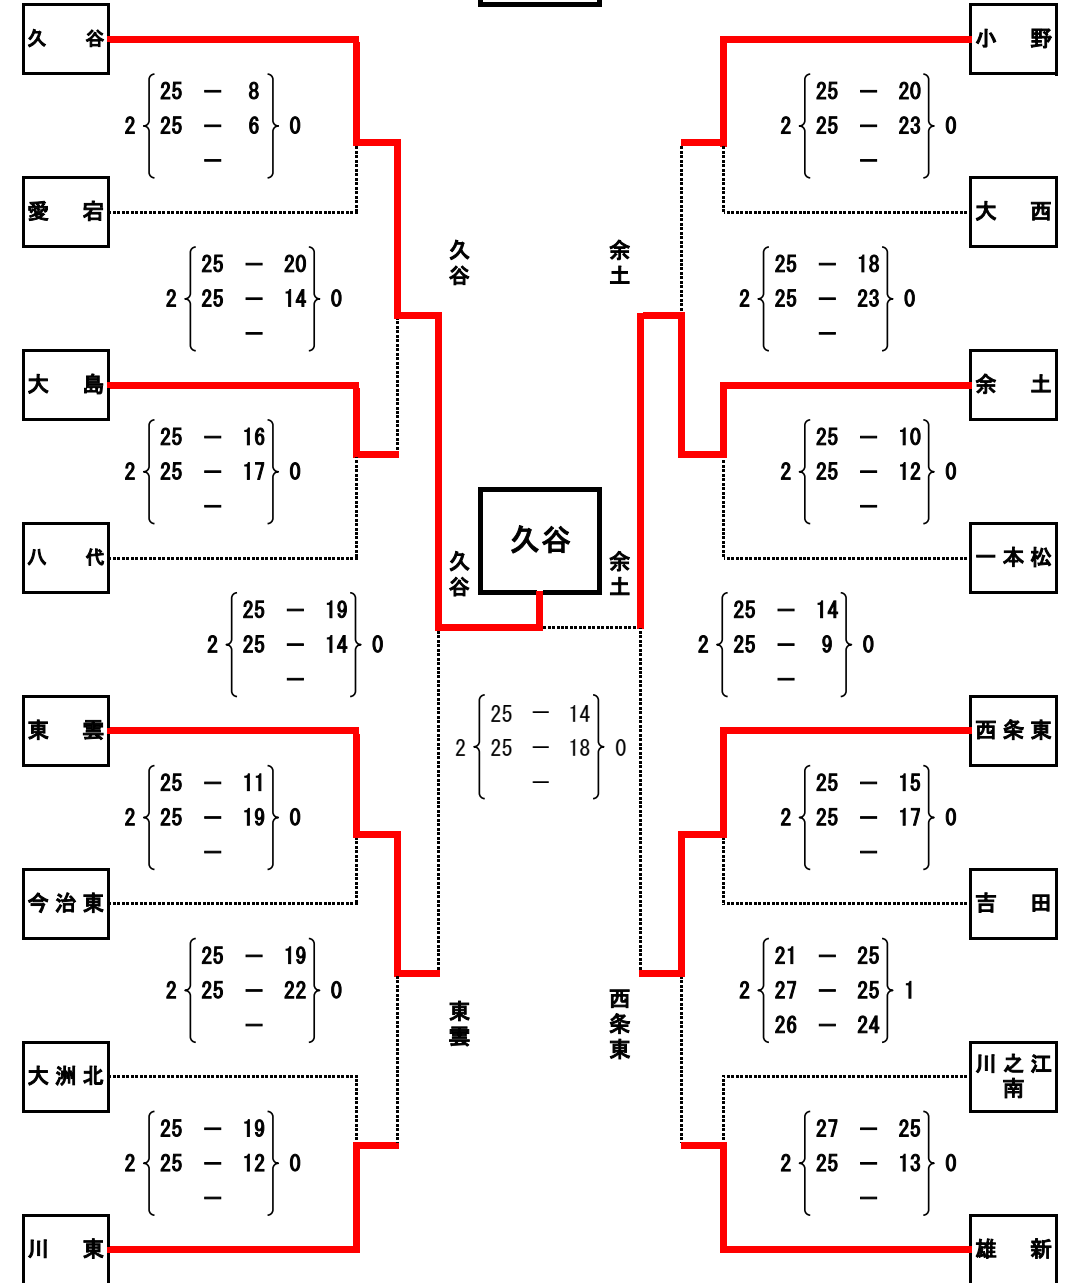 久谷
25 － 8
2 25 － 6 0
－
愛宕
25 － 20
2 25 － 14 0
－
大島
25 － 16
2 25 － 17 0
－
八代
25 － 19
2 25 － 14 0
－
東雲
25 － 11
2 25 － 19 0
－
今治東
25 － 19
2 25 － 22 0
－
大洲北
25 － 19
2 25 － 12 0
－
川東
久谷
久谷
東雲
久谷
25 － 14
2 25 － 18 0
－
余土
余土
西条東
小野
25 － 20
2 25 － 23 0
－
大西
25 － 18
2 25 － 23 0
－
余土
25 － 10
2 25 － 12 0
－
一本松
25 － 14
2 25 － 9 0
－
西条東
25 － 15
2 25 － 17 0
－
吉田
21 － 25
2 27 － 25 1
26 － 24
川之江
南
27 － 25
2 25 － 13 0
－
雄新